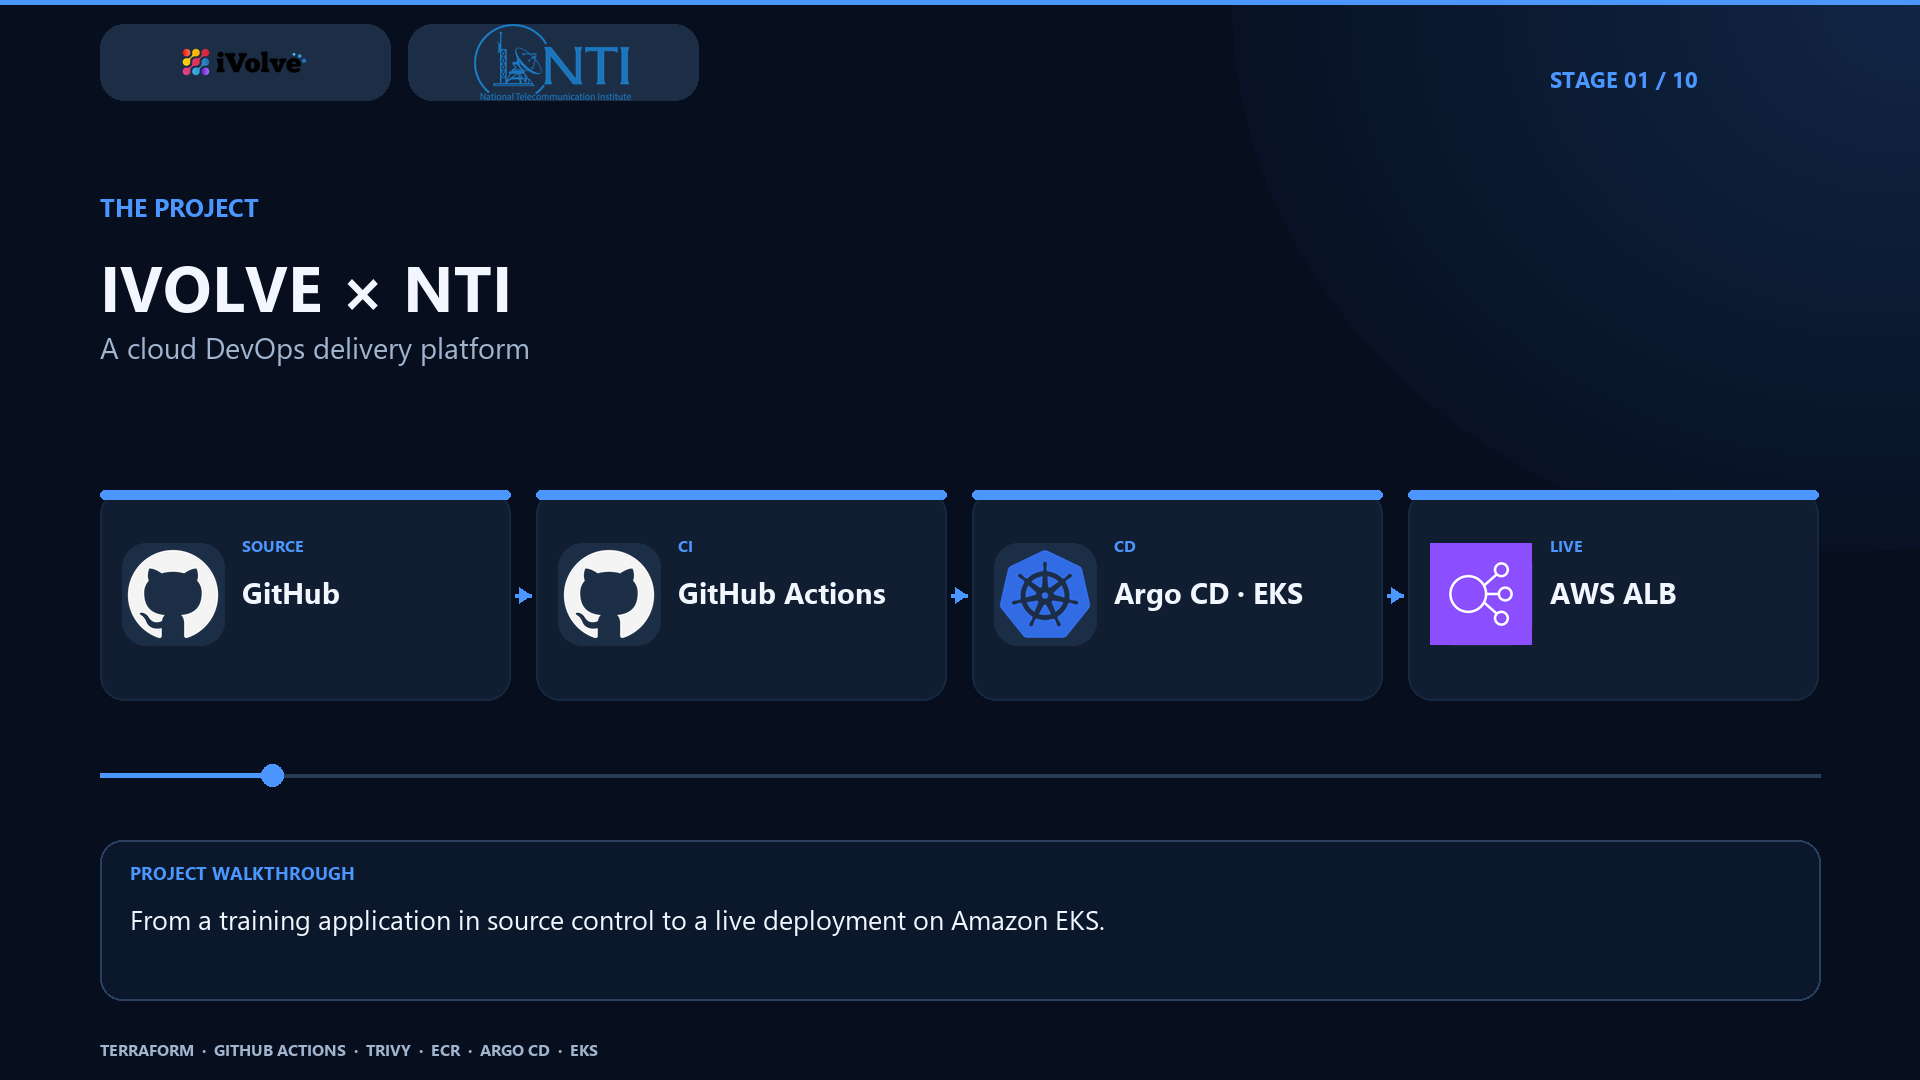 iVolve
NTI
National Telecommunication Institute
STAGE 01 / 10
THE PROJECT
IVOLVE × NTI
A cloud DevOps delivery platform
SOURCE
GitHub
CI
GitHub Actions
CD
Argo CD · EKS
LIVE
AWS ALB
PROJECT WALKTHROUGH
From a training application in source control to a live deployment on Amazon EKS.
TERRAFORM · GITHUB ACTIONS · TRIVY · ECR · ARGO CD · EKS